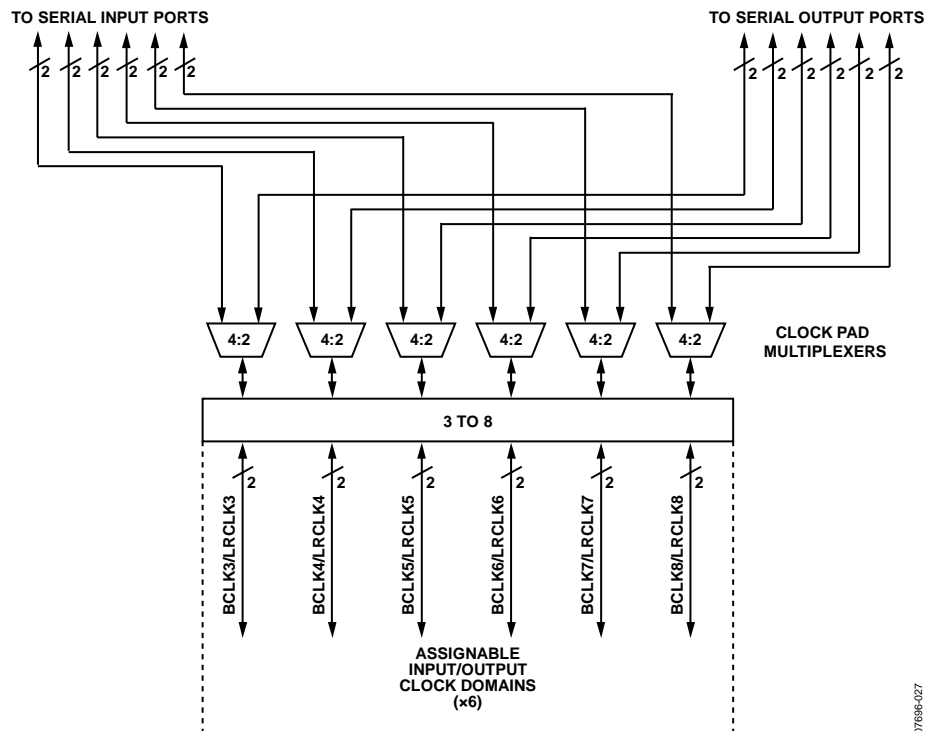 TO SERIAL INPUT PORTS
TO SERIAL OUTPUT PORTS
2 2 2 2 2 2
2 2 2 2 2 2
4:2 4:2 4:2 4:2 4:2 4:2
CLOCK PAD
MULTIPLEXERS
3 TO 8
2 2 2 2 2 2
BCLK3/LRCLK3
BCLK4/LRCLK4
BCLK5/LRCLK5
BCLK6/LRCLK6
BCLK7/LRCLK7
BCLK8/LRCLK8
ASSIGNABLE
INPUT/OUTPUT
CLOCK DOMAINS
(×6)
07696-027